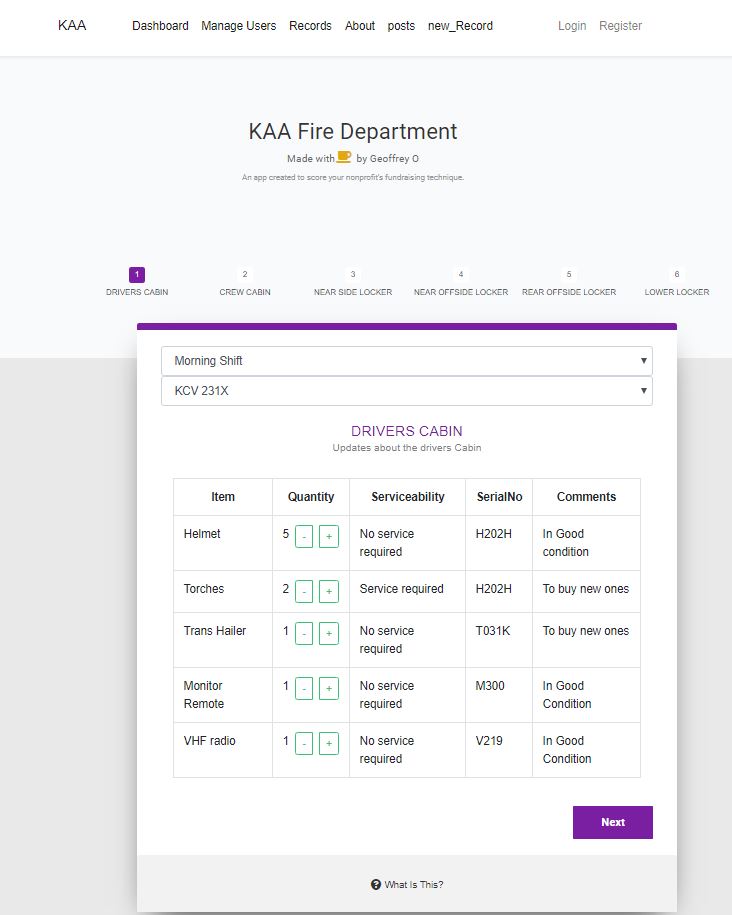 KAA Dashboard Manage Users Records About posts new_Record Login Register
KAA Fire Department
Made with by Geoffrey O
An app created to score your nonprofit's fundraising technique.
1 2 3 4 5 6
DRIVERS CABIN CREW CABIN NEAR SIDE LOCKER NEAR OFFSIDE LOCKER REAR OFFSIDE LOCKER LOWER LOCKER
Morning Shift
KCV 231X
DRIVERS CABIN
Updates about the drivers Cabin
Item Quantity Serviceability SerialNo Comments
Helmet 5 - + No service H202H In Good
required condition
Torches 2 - + Service required H202H To buy new ones
Trans Hailer 1 - + No service T031K To buy new ones
required
Monitor 1 - + No service M300 In Good
Remote required Condition
VHF radio 1 - + No service V219 In Good
required Condition
Next
What Is This?